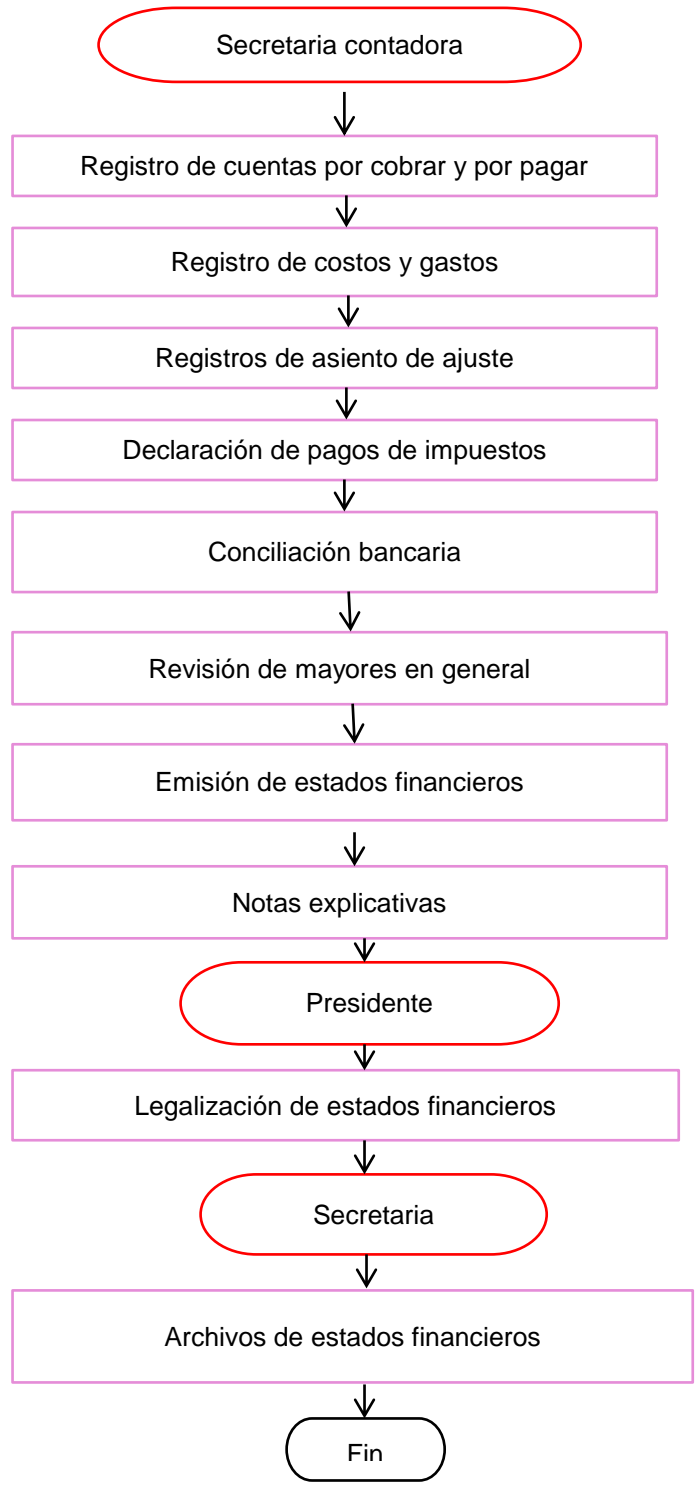 Secretaria contadora
Registro de cuentas por cobrar y por pagar
Registro de costos y gastos
Registros de asiento de ajuste
Declaración de pagos de impuestos
Conciliación bancaria
Revisión de mayores en general
Emisión de estados financieros
Notas explicativas
Presidente
Legalización de estados financieros
Secretaria
Archivos de estados financieros
Fin